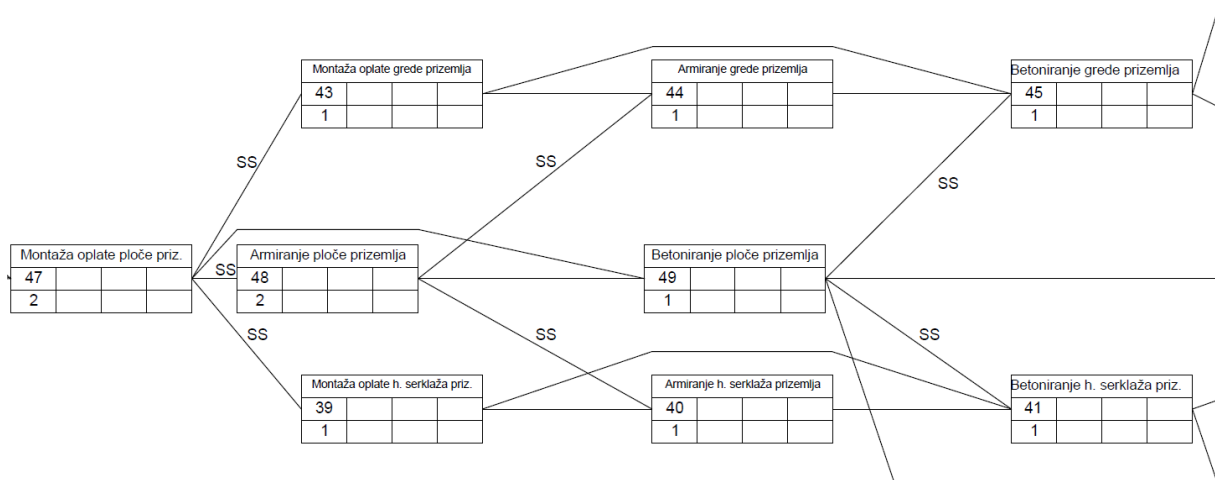 Montaža oplate grede prizemlja
43
1
Armiranje grede prizemlja
44
1
Betoniranje grede prizemlja
45
1
SS
SS
SS
Montaža oplate ploče priz.
47
2
SS
Armiranje ploče prizemlja
48
2
Betoniranje ploče prizemlja
49
1
SS
SS
SS
Montaža oplate h. serklaža priz.
39
1
Armiranje h. serklaža prizemlja
40
1
Betoniranje h. serklaža priz.
41
1